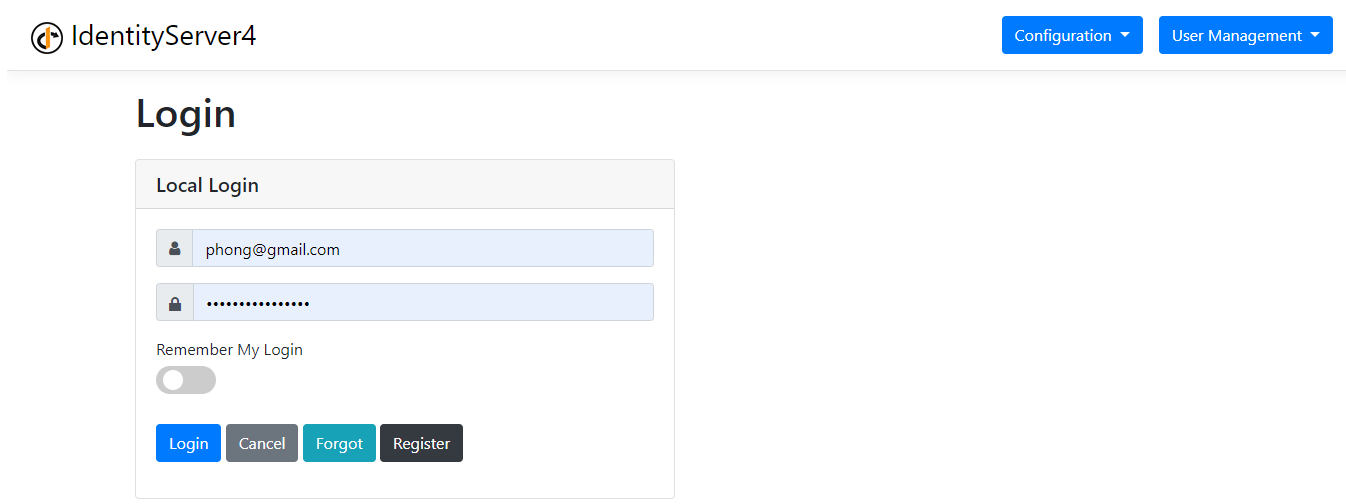 IdentityServer4 Configuration User Management
Login
Local Login
phong@gmail.com
••••••••••••••••
Remember My Login
Login Cancel Forgot Register